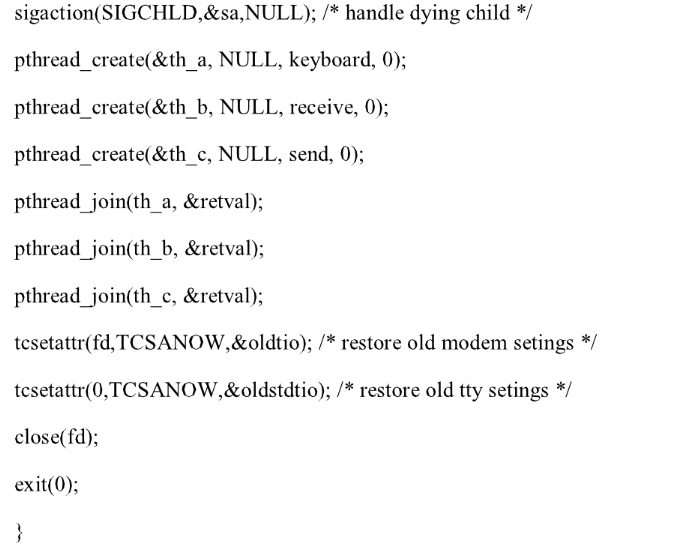 sigaction(SIGCHLD,&sa,NULL); /* handle dying child */
pthread_create(&th_a, NULL, keyboard, 0);
pthread_create(&th_b, NULL, receive, 0);
pthread_create(&th_c, NULL, send, 0);
pthread_join(th_a, &retval);
pthread_join(th_b, &retval);
pthread_join(th_c, &retval);
tcsetattr(fd,TCSANOW,&oldtio); /* restore old modem setings */
tcsetattr(0,TCSANOW,&oldstdtio); /* restore old tty setings */
close(fd);
exit(0);
}